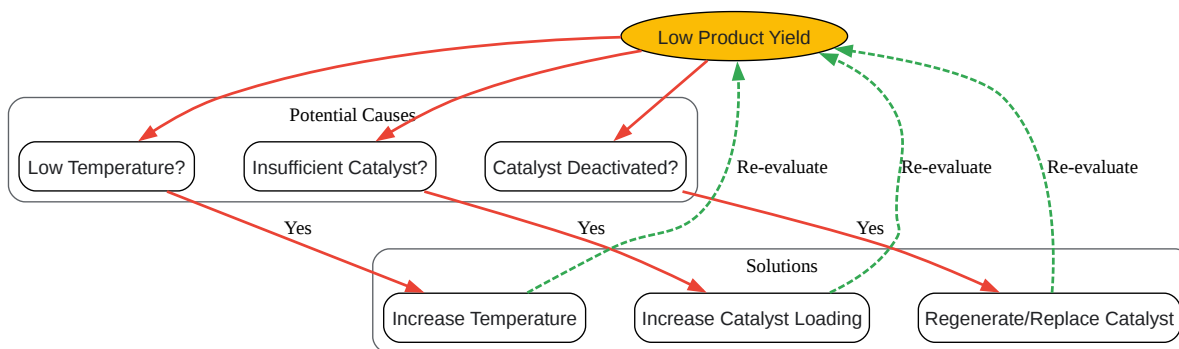 Low Product Yield
Potential Causes
Low Temperature?
Insufficient Catalyst?
Catalyst Deactivated?
Re-evaluate
Re-evaluate
Re-evaluate
Yes
Yes
Yes
Solutions
Increase Temperature
Increase Catalyst Loading
Regenerate/Replace Catalyst